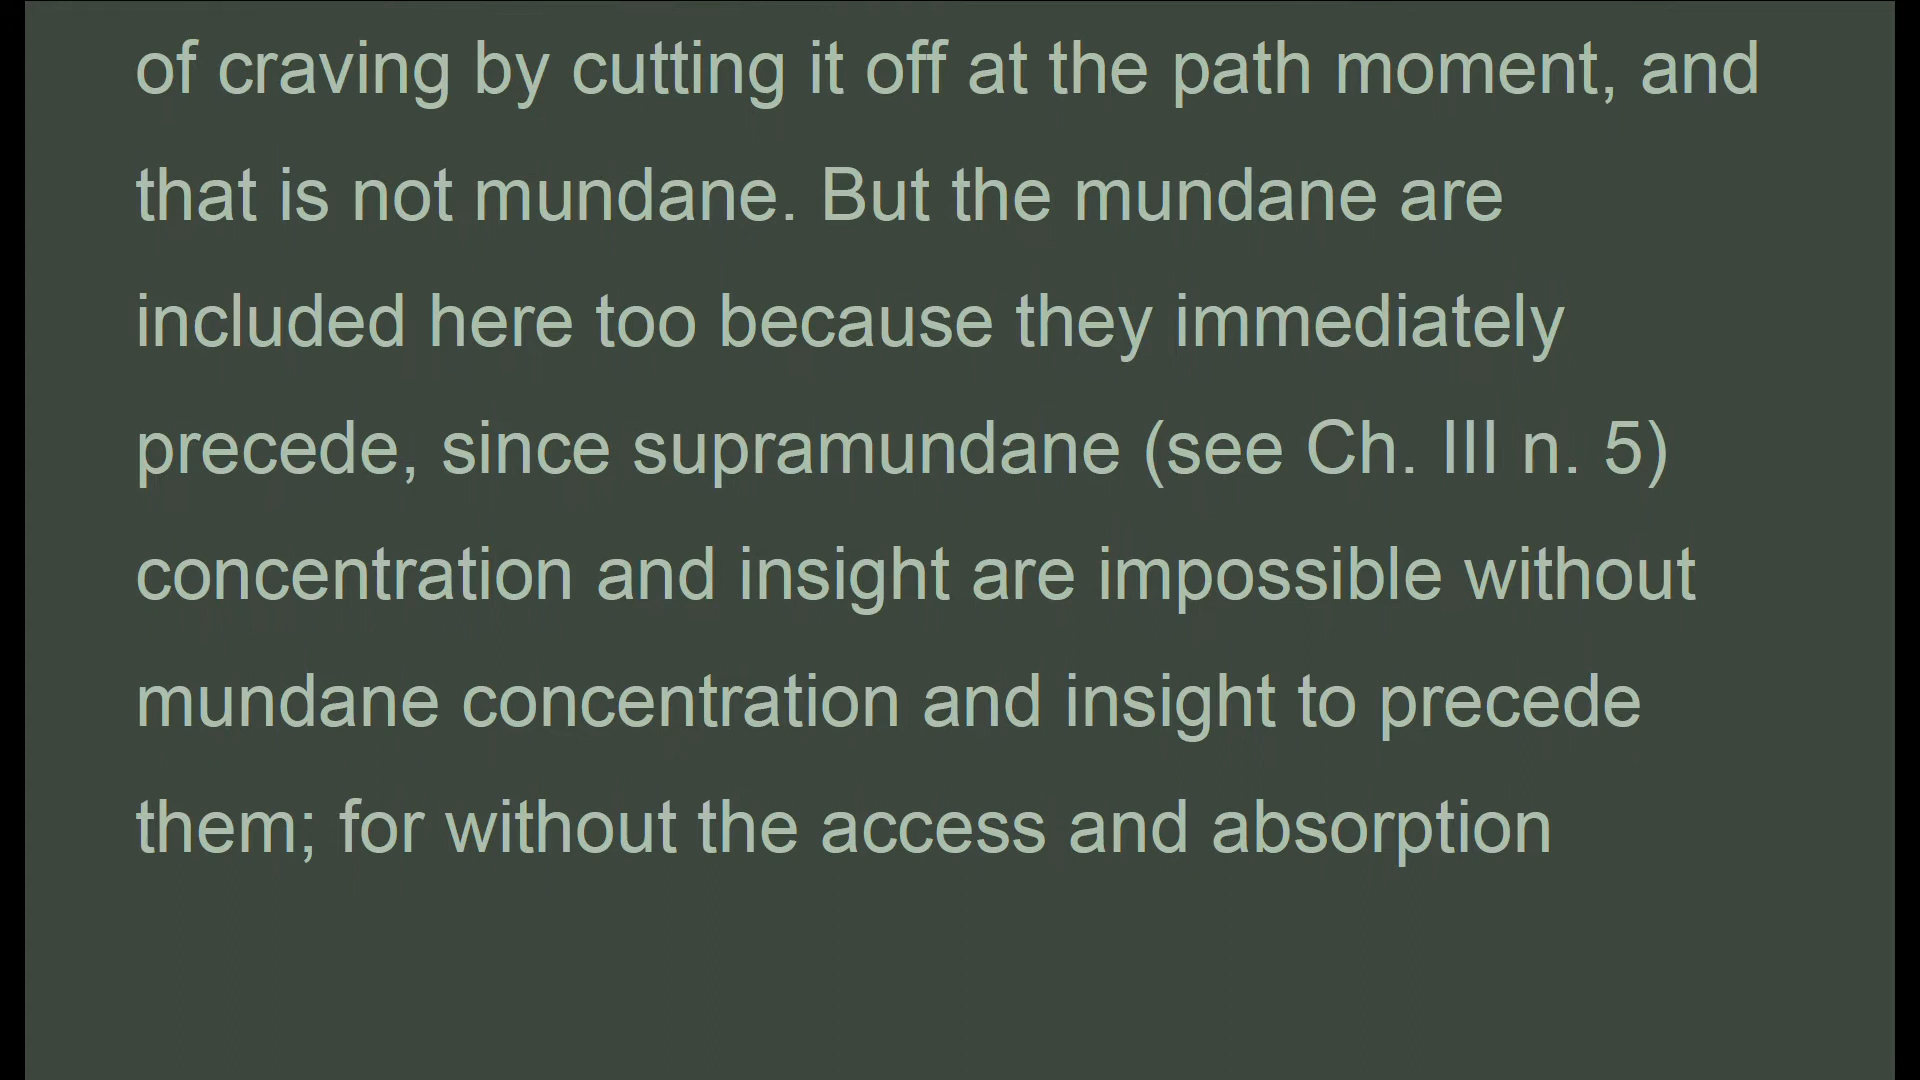 of craving by cutting it off at the path moment, and
that is not mundane. But the mundane are
included here too because they immediately
precede, since supramundane (see Ch. III n. 5)
concentration and insight are impossible without
mundane concentration and insight to precede
them; for without the access and absorption